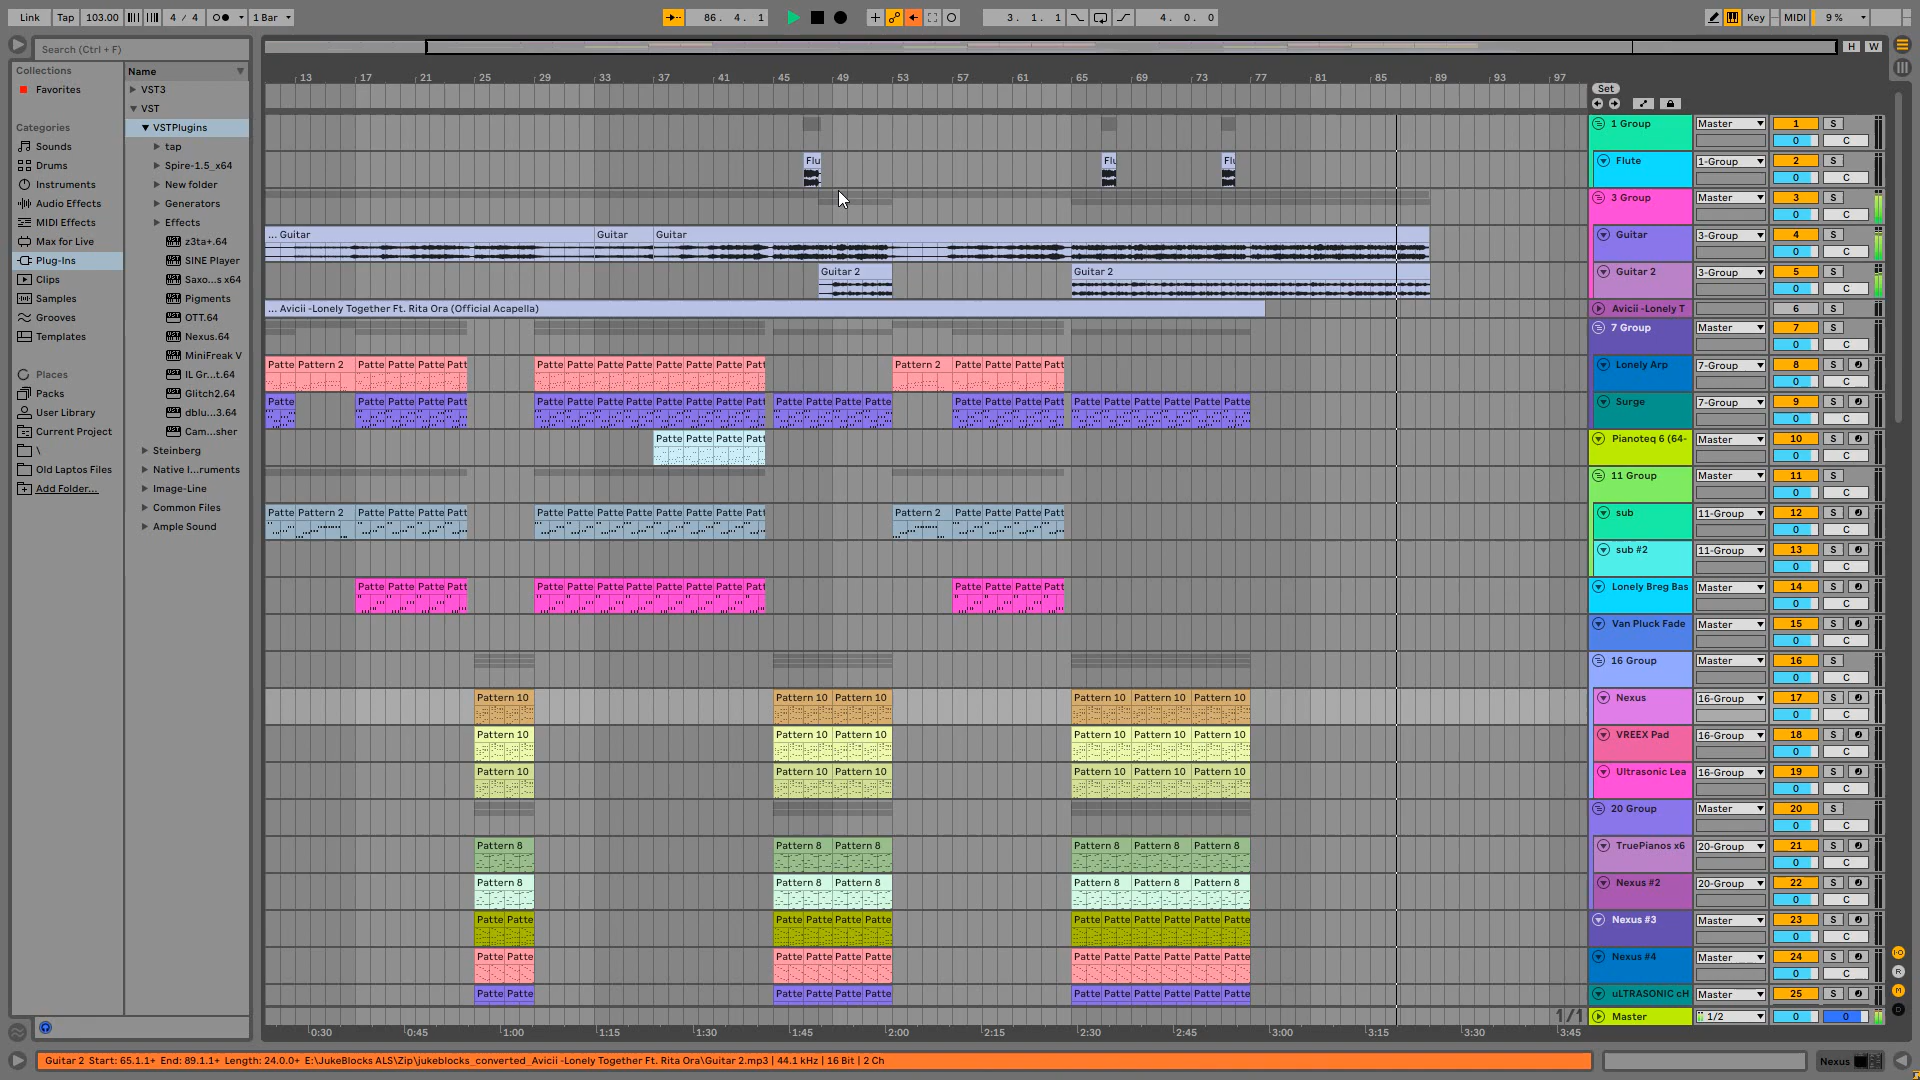 Link Tap 103.00 4 / 4 1 Bar 86. 4. 1 3. 1. 1 4. 0. 0 Key MIDI 9 %
Search (Ctrl + F)
H W
Collections
Favorites
Categories
Sounds
Drums
Instruments
Audio Effects
MIDI Effects
Max for Live
Plug-Ins
Clips
Samples
Grooves
Templates
Places
Packs
User Library
Current Project
\
Old Laptos Files
Add Folder...
Name
VST3
VST
VSTPlugins
tap
Spire-1.5_x64
New folder
Generators
Effects
z3ta+.64
SINE Player
Saxo...s x64
Pigments
OTT.64
Nexus.64
MiniFreak V
IL Gr...t.64
Glitch2.64
dblu...3.64
Cam...sher
Steinberg
Native I...ruments
Image-Line
Common Files
Ample Sound
13 17 21 25 29 33 37 41 45 49 53 57 61 65 69 73 77 81 85 89 93 97
Set
1 Group Master 1 S
0 C
Flu Flu Flu Flute 1-Group 2 S
0 C
3 Group Master 3 S
0 C
... Guitar Guitar Guitar Guitar 3-Group 4 S
0 C
Guitar 2 Guitar 2 Guitar 2 3-Group 5 S
0 C
... Avicii -Lonely Together Ft. Rita Ora (Official Acapella) Avicii -Lonely T 6 S
7 Group Master 7 S
0 C
Patte Pattern 2 Patte Patte Patte Patt Patte Patte Patte Patte Patte Patte Patte Patt Pattern 2 Patte Patte Patte Patt Lonely Arp 7-Group 8 S
0 C
Patte Patte Patte Patte Patt Patte Patte Patte Patte Patte Patte Patte Patt Patte Patte Patte Patte Patte Patte Patte Patt Patte Patte Patte Patte Patte Patte Surge 7-Group 9 S
0 C
Patte Patte Patte Patt Pianoteq 6 (64- Master 10 S
0 C
11 Group Master 11 S
0 C
Patte Pattern 2 Patte Patte Patte Patt Patte Patte Patte Patte Patte Patte Patte Patt Pattern 2 Patte Patte Patte Patt sub 11-Group 12 S
0 C
sub #2 11-Group 13 S
0 C
Patte Patte Patte Patt Patte Patte Patte Patte Patte Patte Patte Patt Patte Patte Patte Patt Lonely Breg Bas Master 14 S
0 C
Van Pluck Fade Master 15 S
0 C
16 Group Master 16 S
0 C
Pattern 10 Pattern 10 Pattern 10 Pattern 10 Pattern 10 Pattern 10 Nexus 16-Group 17 S
0 C
Pattern 10 Pattern 10 Pattern 10 Pattern 10 Pattern 10 Pattern 10 VREEX Pad 16-Group 18 S
0 C
Pattern 10 Pattern 10 Pattern 10 Pattern 10 Pattern 10 Pattern 10 Ultrasonic Lea 16-Group 19 S
0 C
20 Group Master 20 S
0 C
Pattern 8 Pattern 8 Pattern 8 Pattern 8 Pattern 8 Pattern 8 TruePianos x6 20-Group 21 S
0 C
Pattern 8 Pattern 8 Pattern 8 Pattern 8 Pattern 8 Pattern 8 Nexus #2 20-Group 22 S
0 C
Patte Patte Patte Patte Patte Patte Patte Patte Patte Patte Patte Patte Nexus #3 Master 23 S
0 C
Patte Patte Patte Patte Patte Patte Patte Patte Patte Patte Patte Patte Nexus #4 Master 24 S
0 C
Patte Patte Patte Patte Patte Patte Patte Patte Patte Patte Patte Patte uLTRASONIC cH Master 25 S
1/1 Master 1/2 0 0
0:30 0:45 1:00 1:15 1:30 1:45 2:00 2:15 2:30 2:45 3:00 3:15 3:30 3:45
I·O
R
M
D
Guitar 2 Start: 65.1.1+ End: 89.1.1+ Length: 24.0.0+ E:\JukeBlocks ALS\Zip\jukeblocks_converted_Avicii -Lonely Together Ft. Rita Ora\Guitar 2.mp3 | 44.1 kHz | 16 Bit | 2 Ch
Nexus